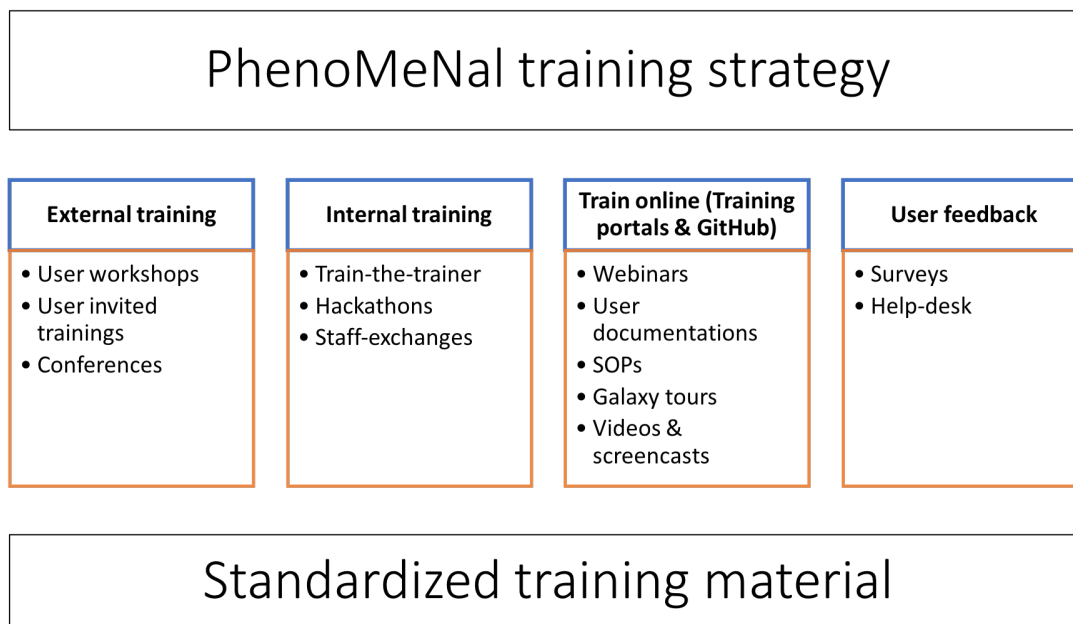 PhenoMeNal training strategy
External training
• User workshops
• User invited
trainings
• Conferences
Internal training
• Train-the-trainer
• Hackathons
• Staff-exchanges
Train online (Training
portals & GitHub)
• Webinars
• User
documentations
• SOPs
• Galaxy tours
• Videos &
screencasts
User feedback
• Surveys
• Help-desk
Standardized training material